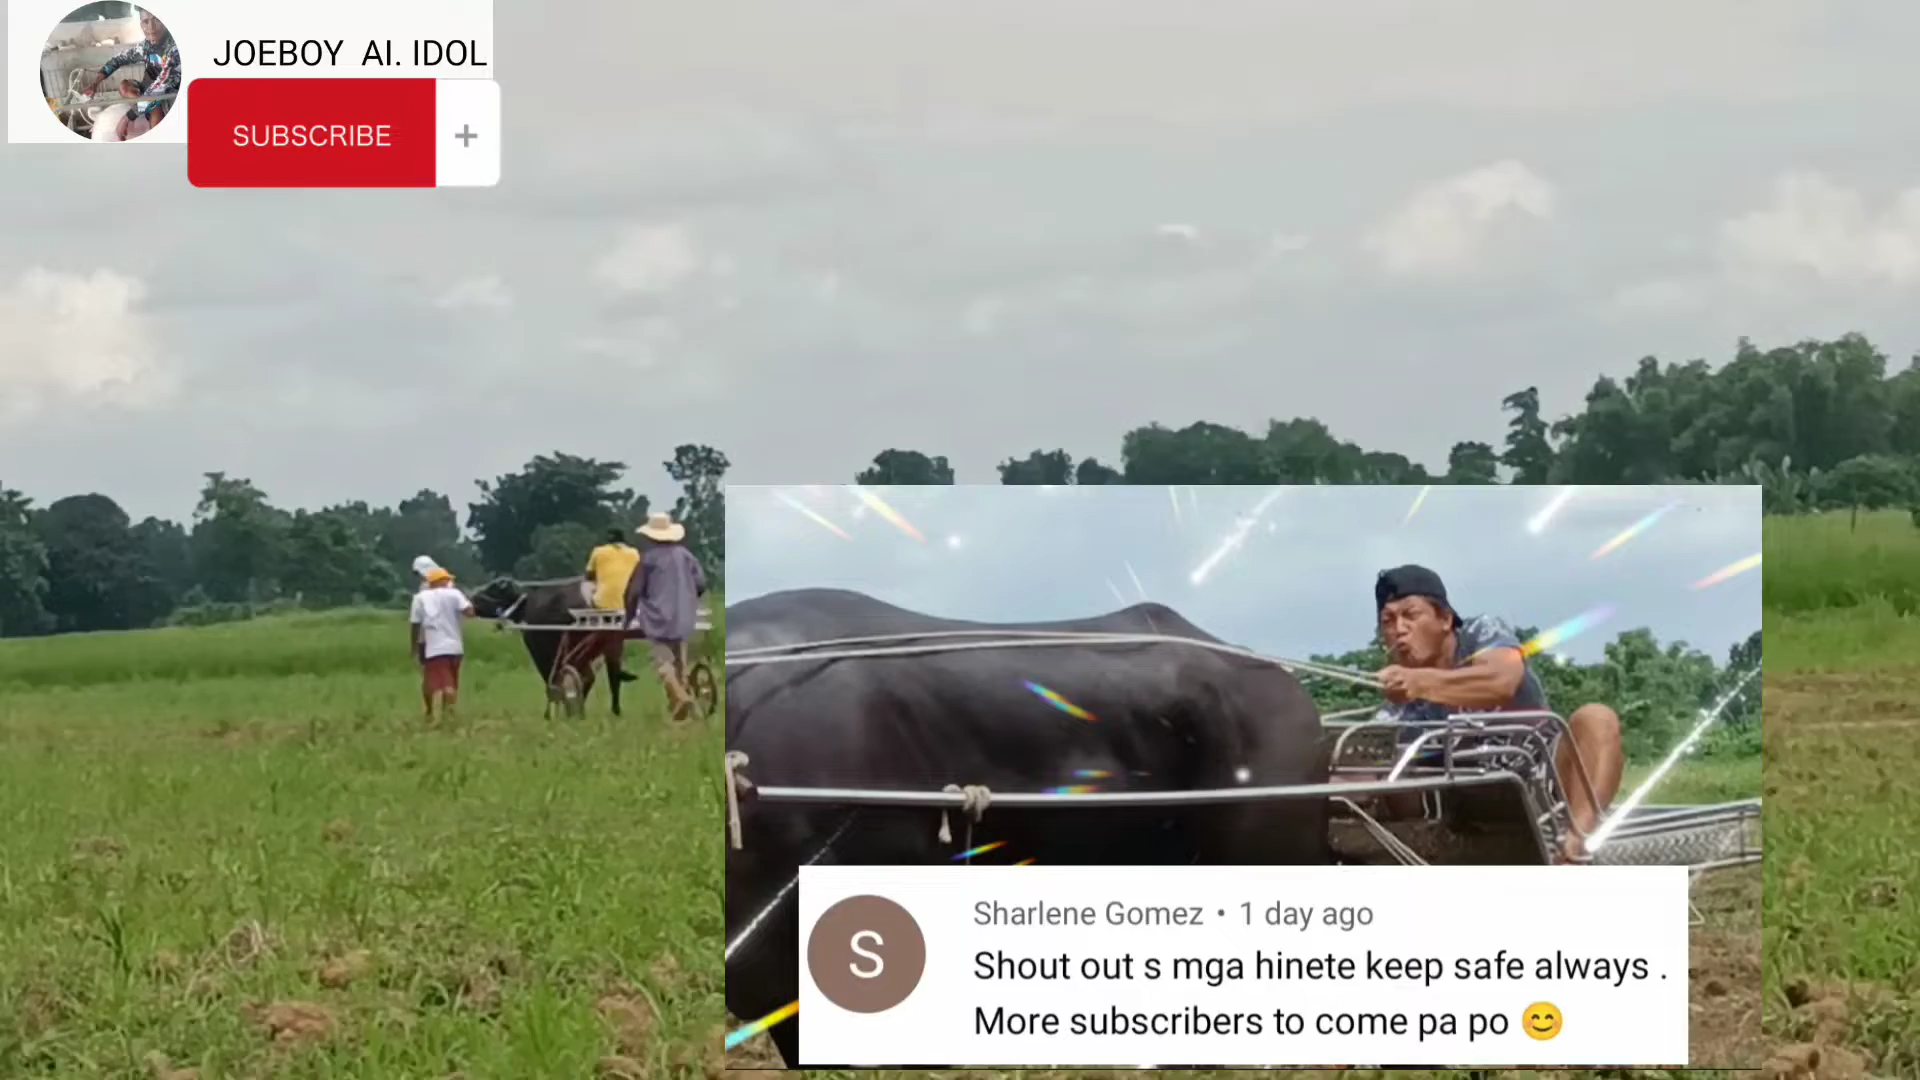 JOEBOY AI. IDOL
SUBSCRIBE +
S
Sharlene Gomez • 1 day ago
Shout out s mga hinete keep safe always .
More subscribers to come pa po 😊